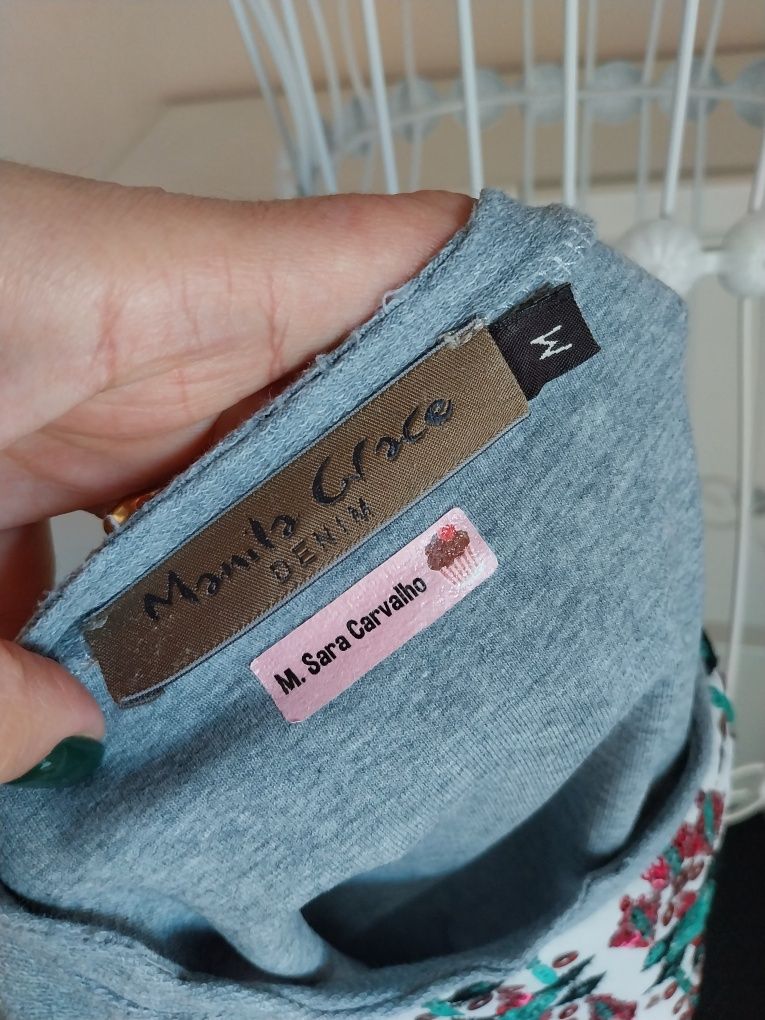 Manila Grace
DENIM
M
M. Sara Carvalho